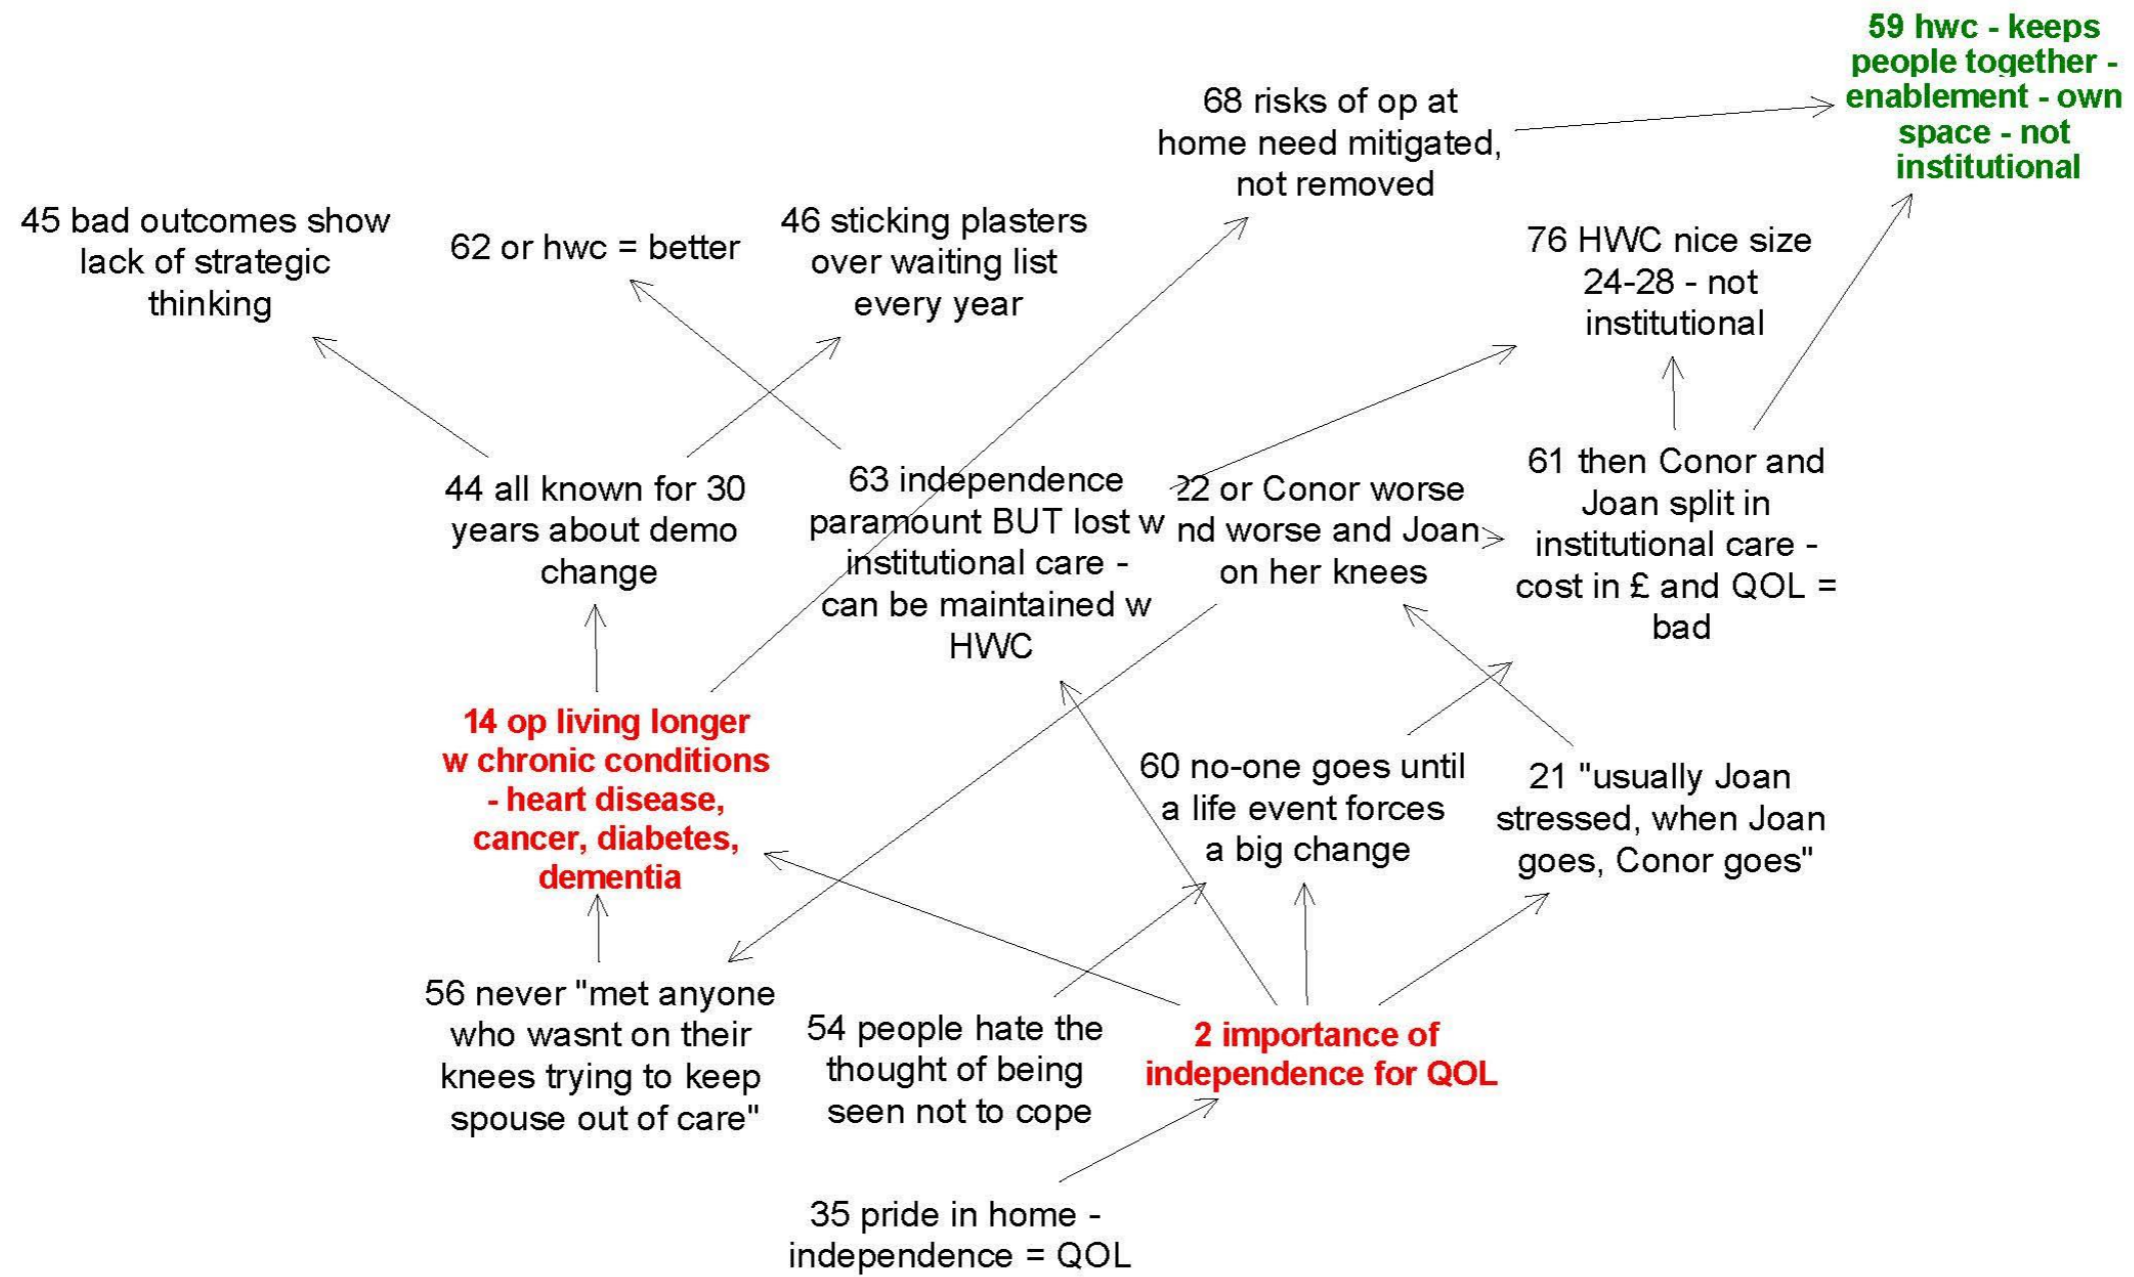 59 hwc - keeps
people together -
enablement - own
space - not
institutional
68 risks of op at
home need mitigated,
not removed
45 bad outcomes show
lack of strategic
thinking
62 or hwc = better
46 sticking plasters
over waiting list
every year
76 HWC nice size
24-28 - not
institutional
44 all known for 30
years about demo
change
63 independence
paramount BUT lost w
institutional care -
can be maintained w
HWC
22 or Conor worse
nd worse and Joan
on her knees
61 then Conor and
Joan split in
institutional care -
cost in £ and QOL =
bad
14 op living longer
w chronic conditions
- heart disease,
cancer, diabetes,
dementia
60 no-one goes until
a life event forces
a big change
21 "usually Joan
stressed, when Joan
goes, Conor goes"
56 never "met anyone
who wasnt on their
knees trying to keep
spouse out of care"
54 people hate the
thought of being
seen not to cope
2 importance of
independence for QOL
35 pride in home -
independence = QOL